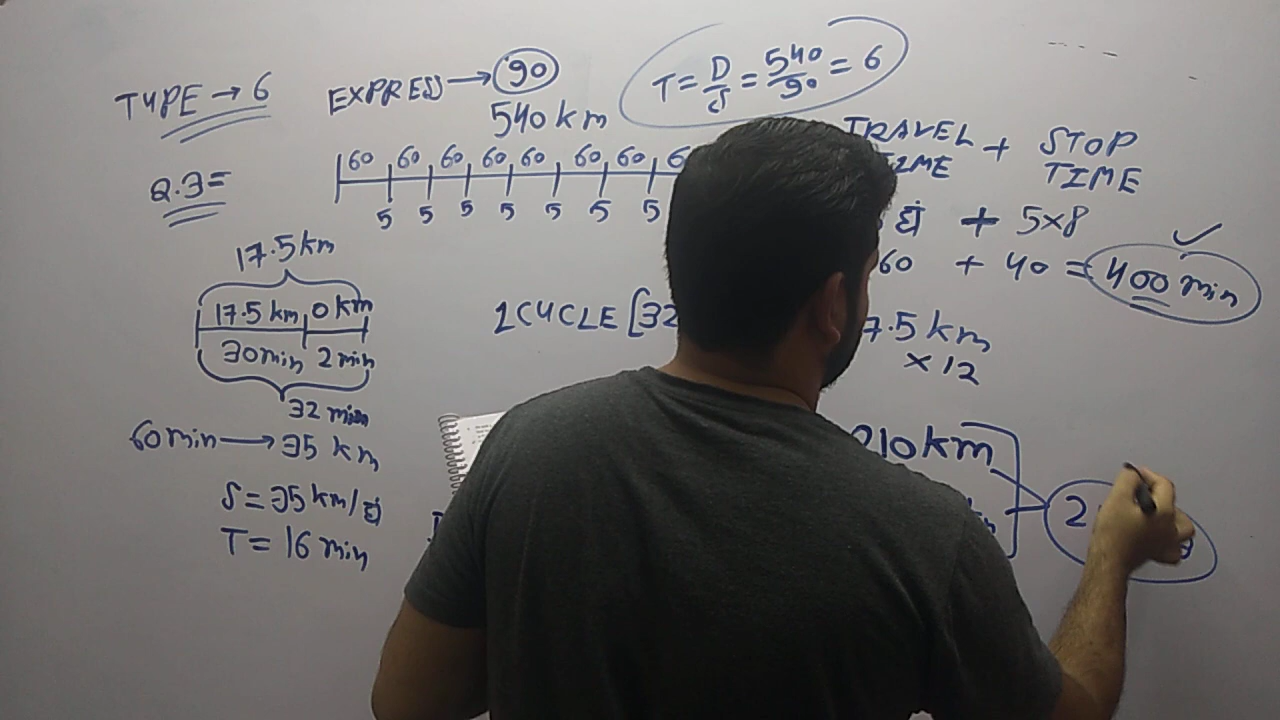 TYPE → 6
EXPRESS → 90
T = D/S = 540/90 = 6
540 km
60 60 60 60 60 60 60
5 5 5 5 5 5 5
TRAVEL TIME + STOP TIME
घं + 5×8
60 + 40 = 400 min
Q.3=
17.5 km
17.5 km, 0 km
30 min 2 min
32 min
60 min → 35 km
S = 35 km/घं
T = 16 min
1 CYCLE [32
7.5 km
× 12
210 km
2